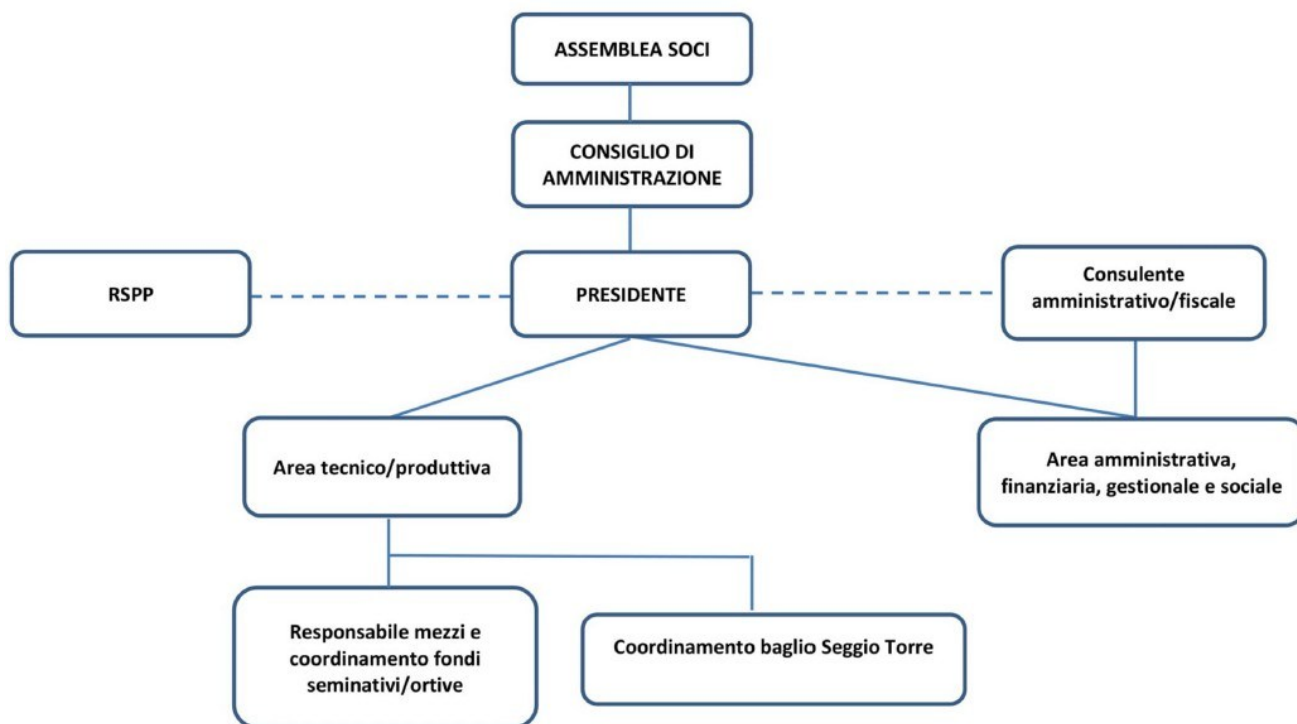 ASSEMBLEA SOCI
CONSIGLIO DI
AMMINISTRAZIONE
RSPP
PRESIDENTE
Consulente
amministrativo/fiscale
Area tecnico/produttiva
Area amministrativa,
finanziaria, gestionale e sociale
Responsabile mezzi e
coordinamento fondi
seminativi/ortive
Coordinamento baglio Seggio Torre